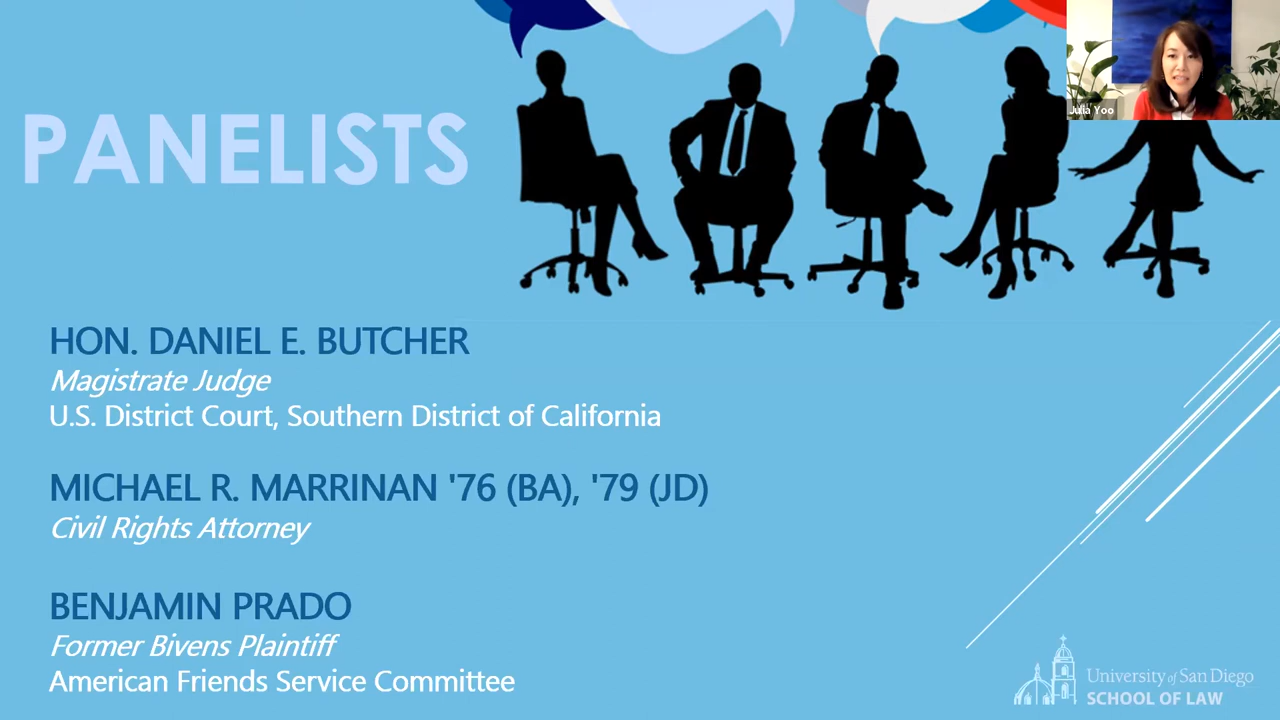 Julia Yoo
PANELISTS
HON. DANIEL E. BUTCHER
Magistrate Judge
U.S. District Court, Southern District of California
MICHAEL R. MARRINAN '76 (BA), '79 (JD)
Civil Rights Attorney
BENJAMIN PRADO
Former Bivens Plaintiff
American Friends Service Committee
University of San Diego
SCHOOL OF LAW